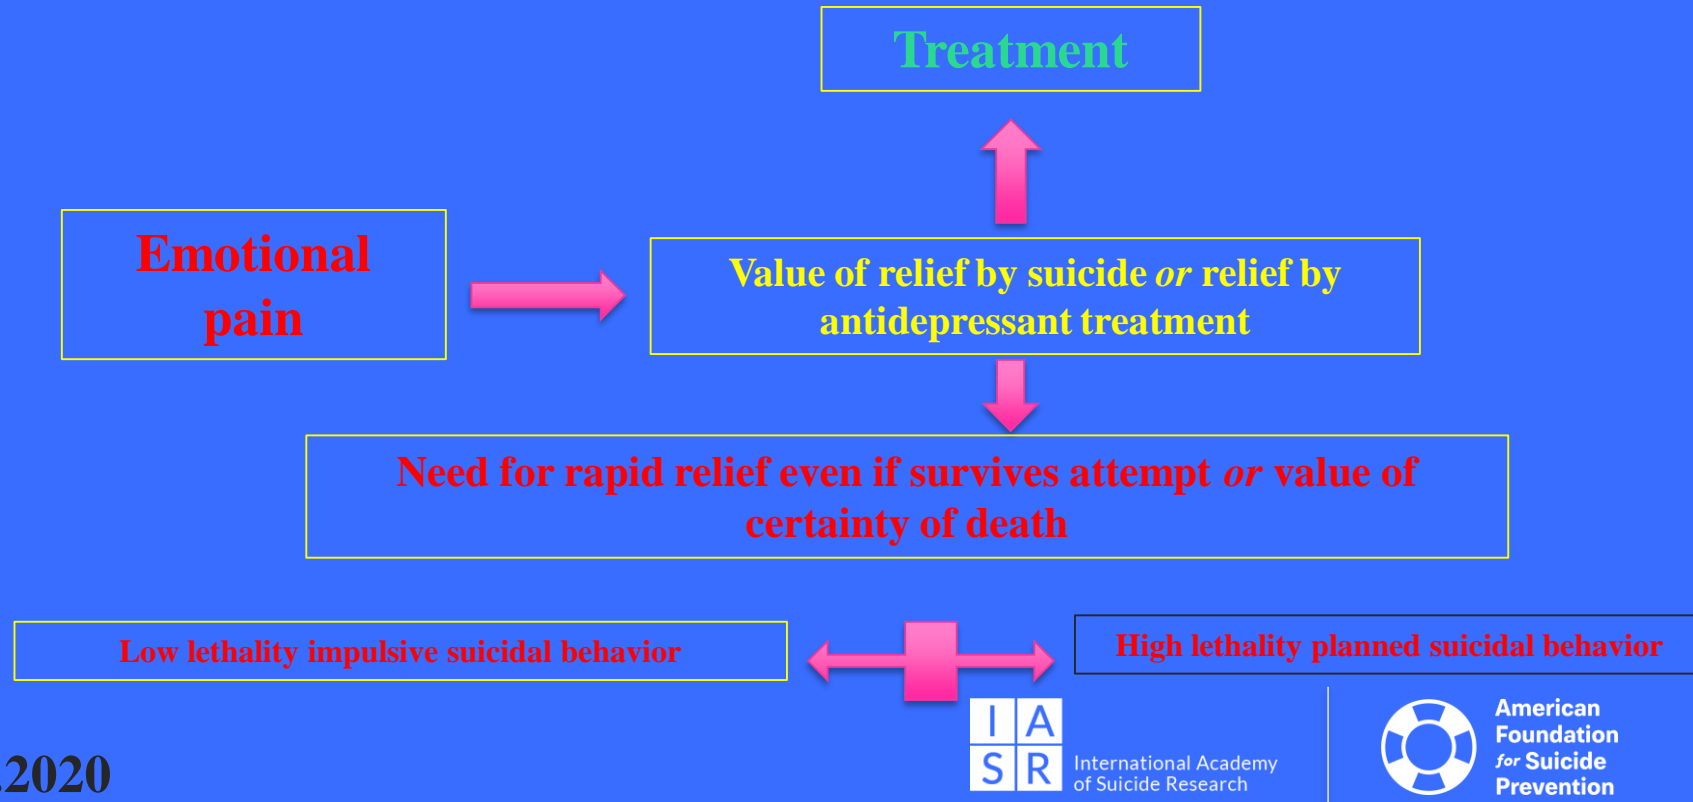 Treatment
Emotional
pain
Value of relief by suicide or relief by
antidepressant treatment
Need for rapid relief even if survives attempt or value of
certainty of death
Low lethality impulsive suicidal behavior
High lethality planned suicidal behavior
I A
S R
International Academy
of Suicide Research
American
Foundation
for Suicide
Prevention
.2020